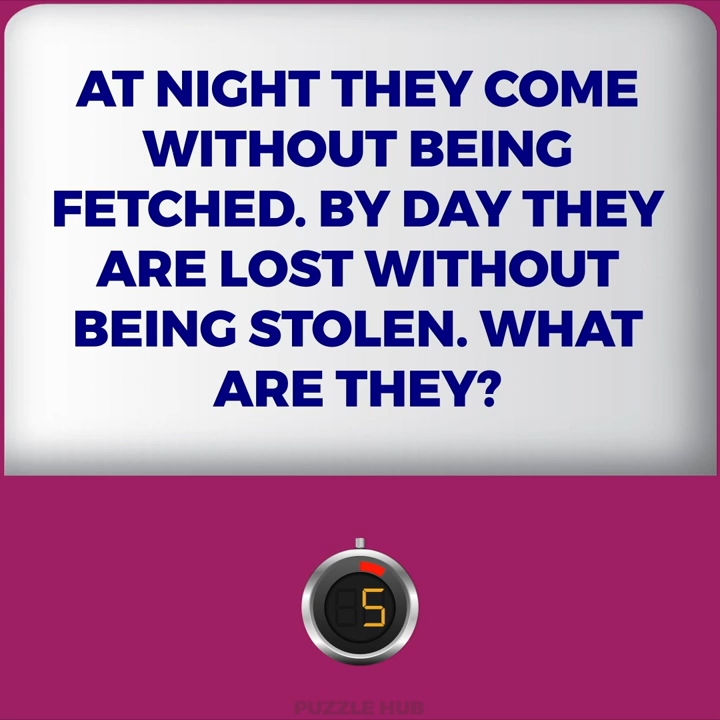 AT NIGHT THEY COME
WITHOUT BEING
FETCHED. BY DAY THEY
ARE LOST WITHOUT
BEING STOLEN. WHAT
ARE THEY?
5
PUZZLE HUB